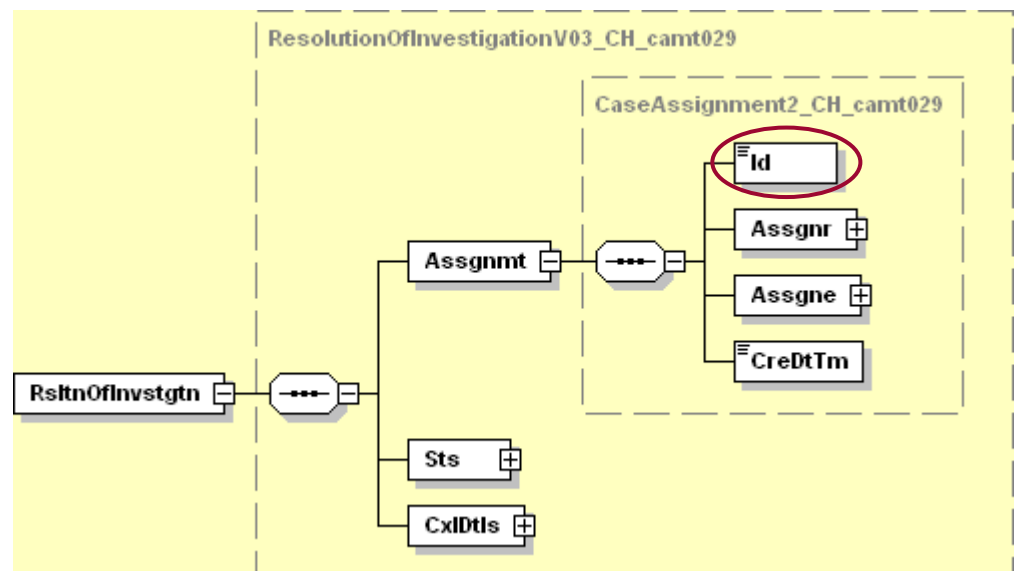 ResolutionOfInvestigationV03_CH_camt029
CaseAssignment2_CH_camt029
Id
Assgnr
Assgnmt
Assgne
CreDtTm
RsltnOfInvstgtn
Sts
CxlDtls